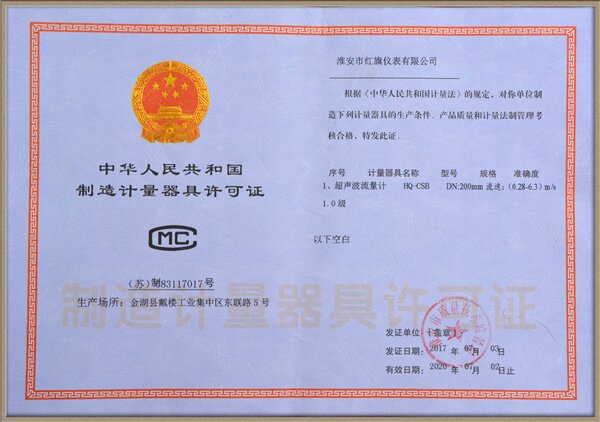 中华人民共和国
制造计量器具许可证
CMC
(苏)制83117017号
生产场所：金湖县戴楼工业集中区东联路5号
淮安市红旗仪表有限公司
根据《中华人民共和国计量法》的规定，对你单位制
造下列计量器具的生产条件、产品质量和计量法制管理考
核合格，特发此证。
序号 计量器具名称 型号 规格 准确度
1、超声波流量计 HQ-CSB DN:200mm 流速：(0.28-6.3) m/s
1.0级
以下空白
制造计量器具许可证
发证单位（盖章）：
发证日期：2017 年 07月 03日
有效日期：2020 年 07月 02日止